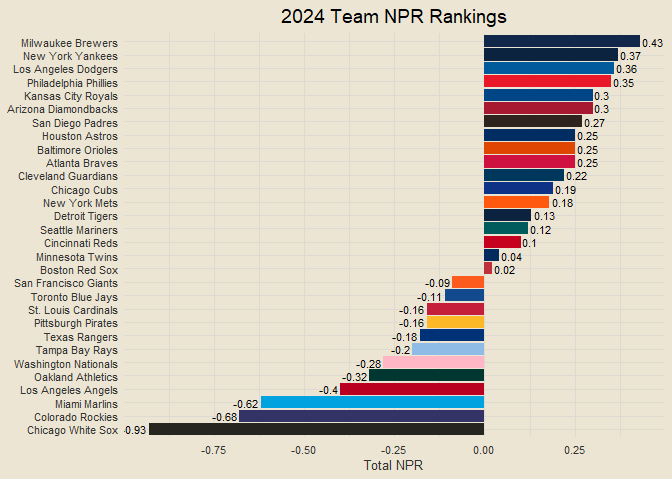 2024 Team NPR Rankings
Milwaukee Brewers 0.43
New York Yankees 0.37
Los Angeles Dodgers 0.36
Philadelphia Phillies 0.35
Kansas City Royals 0.3
Arizona Diamondbacks 0.3
San Diego Padres 0.27
Houston Astros 0.25
Baltimore Orioles 0.25
Atlanta Braves 0.25
Cleveland Guardians 0.22
Chicago Cubs 0.19
New York Mets 0.18
Detroit Tigers 0.13
Seattle Mariners 0.12
Cincinnati Reds 0.1
Minnesota Twins 0.04
Boston Red Sox 0.02
San Francisco Giants -0.09
Toronto Blue Jays -0.11
St. Louis Cardinals -0.16
Pittsburgh Pirates -0.16
Texas Rangers -0.18
Tampa Bay Rays -0.2
Washington Nationals -0.28
Oakland Athletics -0.32
Los Angeles Angels -0.4
Miami Marlins -0.62
Colorado Rockies -0.68
Chicago White Sox -0.93
-0.75 -0.50 -0.25 0.00 0.25
Total NPR